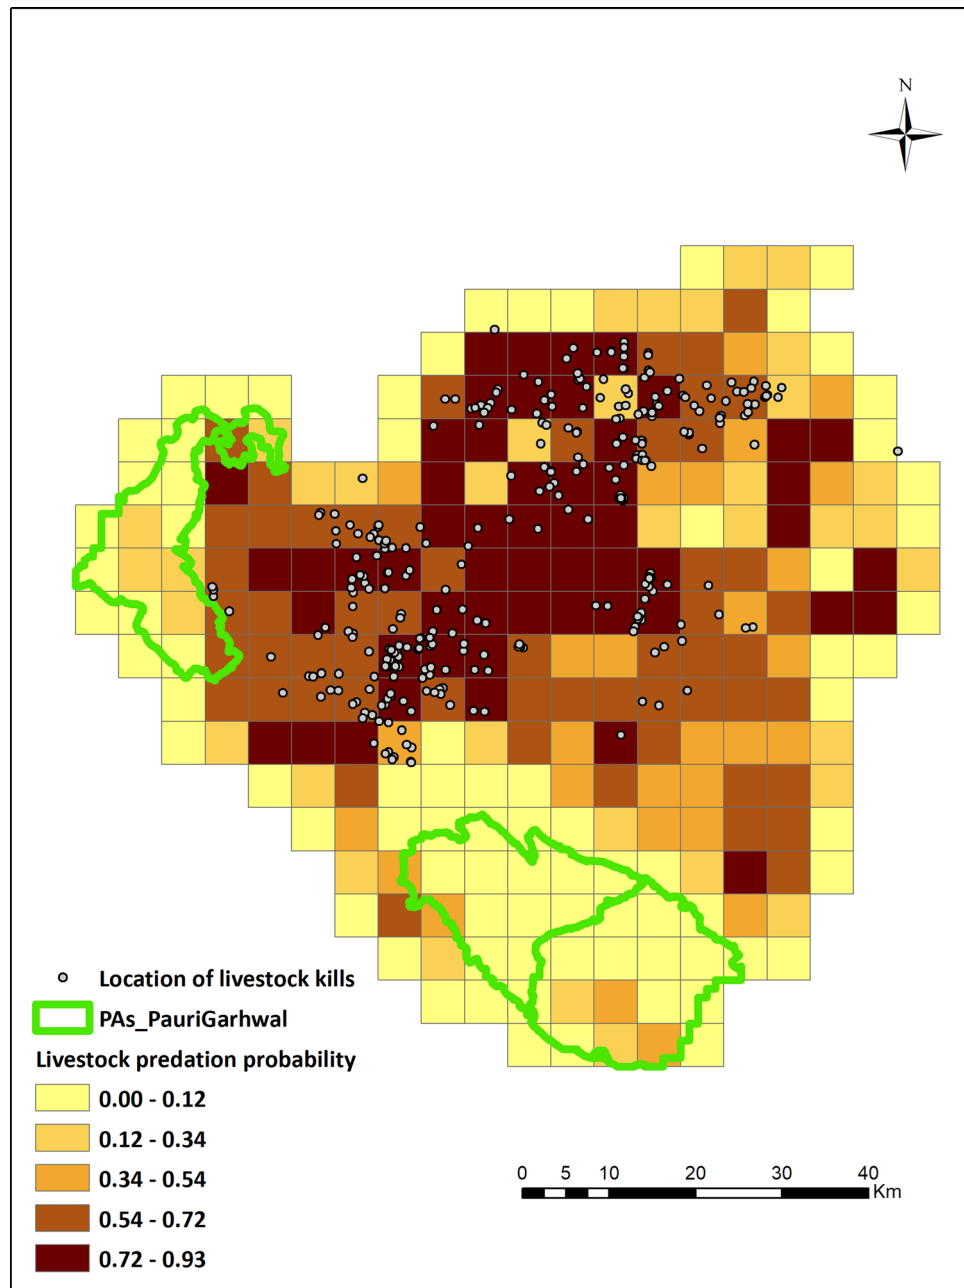 N
Location of livestock kills
PAs_PauriGarhwal
Livestock predation probability
0.00 - 0.12
0.12 - 0.34
0.34 - 0.54
0.54 - 0.72
0.72 - 0.93
0 5 10 20 30 40
Km